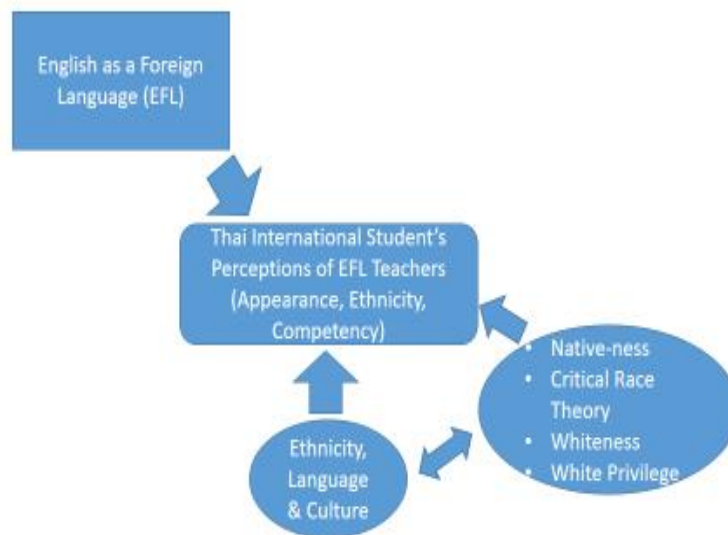 English as a Foreign
Language (EFL)
Thai International Student's
Perceptions of EFL Teachers
(Appearance, Ethnicity,
Competency)
• Native-ness
• Critical Race
Theory
• Whiteness
• White Privilege
Ethnicity,
Language
& Culture